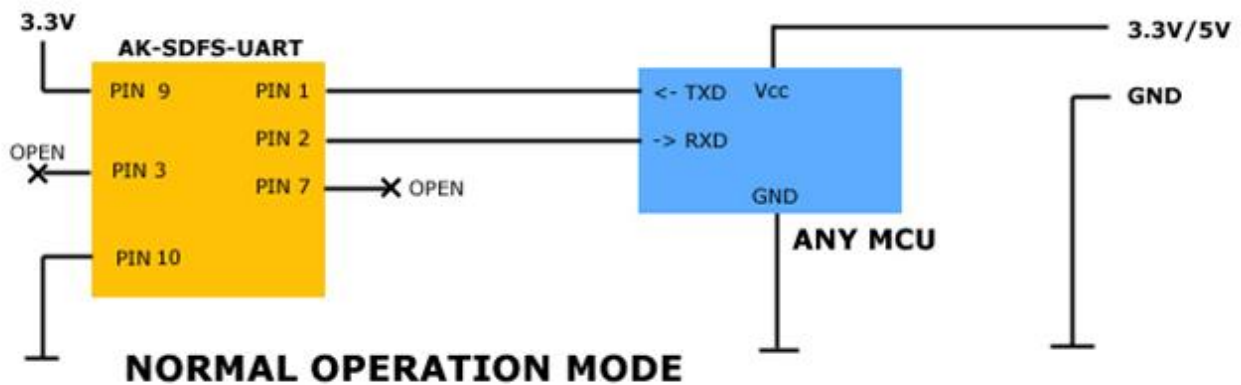 3.3V
AK-SDFS-UART
PIN 9
PIN 1
PIN 2
OPEN
PIN 3
PIN 7
OPEN
PIN 10
<- TXD
Vcc
-> RXD
GND
ANY MCU
3.3V/5V
GND
NORMAL OPERATION MODE